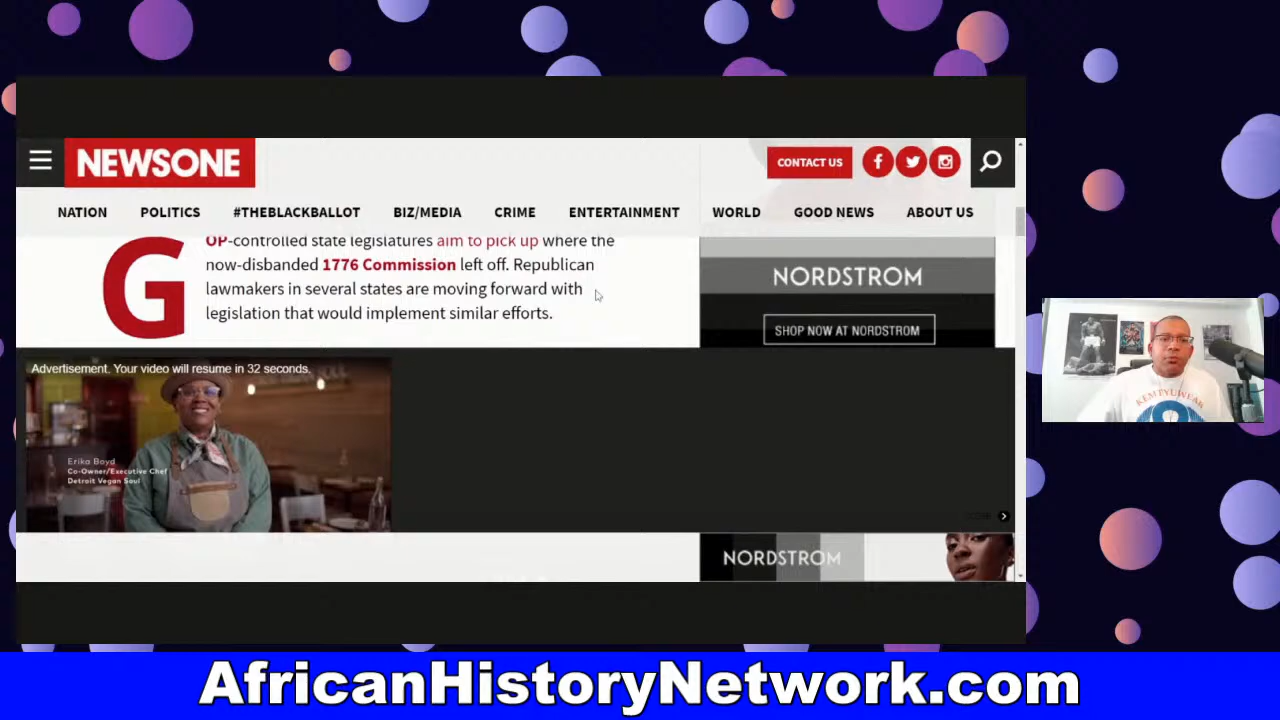 NEWSONE
CONTACT US
NATION POLITICS #THEBLACKBALLOT BIZ/MEDIA CRIME ENTERTAINMENT WORLD GOOD NEWS ABOUT US
GOP-controlled state legislatures aim to pick up where the
now-disbanded 1776 Commission left off. Republican
lawmakers in several states are moving forward with
legislation that would implement similar efforts.
NORDSTROM
SHOP NOW AT NORDSTROM
Advertisement. Your video will resume in 32 seconds.
Erika Boyd
Co-Owner/Executive Chef
Detroit Vegan Soul
KEMETYUWEAR
NORDSTROM
AfricanHistoryNetwork.com